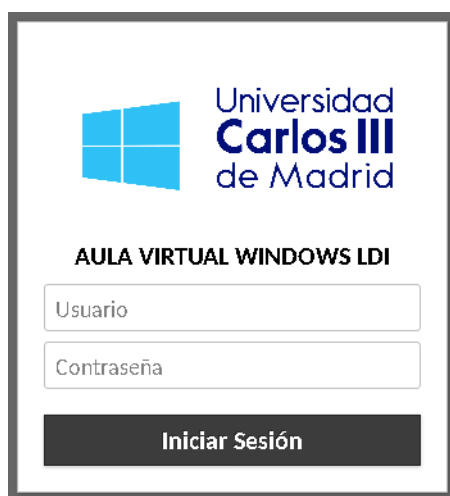 Universidad
Carlos III
de Madrid
AULA VIRTUAL WINDOWS LDI
Usuario
Contraseña
Iniciar Sesión